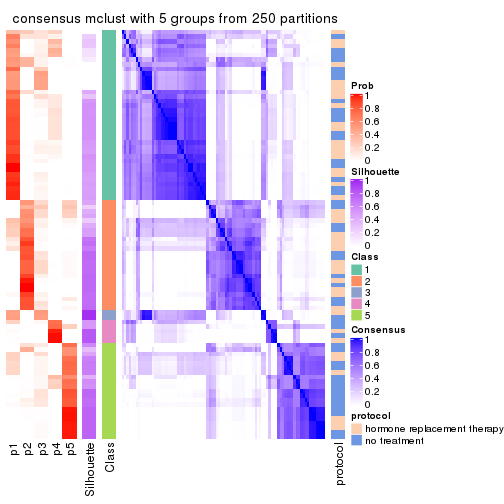 consensus mclust with 5 groups from 250 partitions
p1
p2
p3
p4
p5
Silhouette
Class
protocol
Prob
1
0.8
0.6
0.4
0.2
0
Silhouette
1
0.8
0.6
0.4
0.2
0
Class
1
2
3
4
5
Consensus
1
0.8
0.6
0.4
0.2
0
protocol
hormone replacement therapy
no treatment